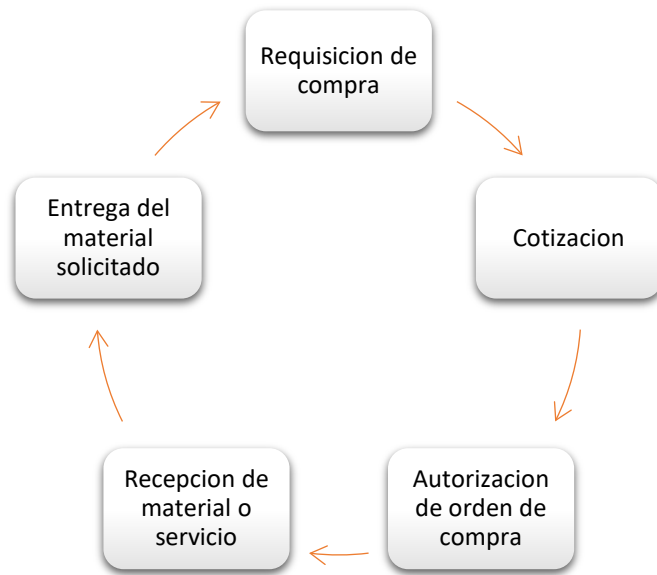 Requisicion de
compra
Cotizacion
Autorizacion
de orden de
compra
Recepcion de
material o
servicio
Entrega del
material
solicitado